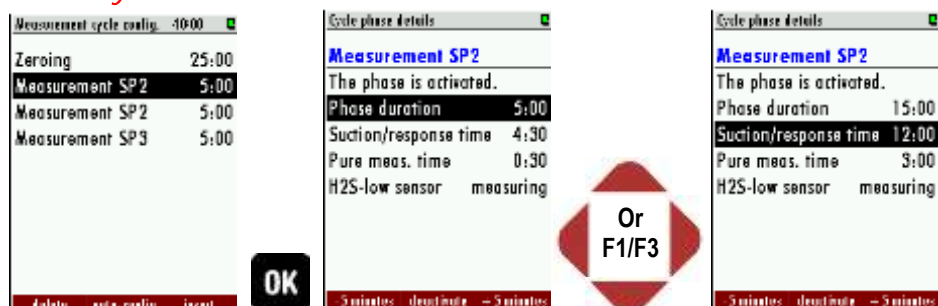 Measurement cycle config. -10:00
Zeroing 25:00
Measurement SP2 5:00
Measurement SP2 5:00
Measurement SP3 5:00
delete auto config insert
OK
Cycle phase details
Measurement SP2
The phase is activated.
Phase duration 5:00
Suction/response time 4:30
Pure meas. time 0:30
H2S-low sensor measuring
-5 minutes deactivate +5 minutes
Or
F1/F3
Cycle phase details
Measurement SP2
The phase is activated.
Phase duration 15:00
Suction/response time 12:00
Pure meas. time 3:00
H2S-low sensor measuring
-5 minutes deactivate +5 minutes